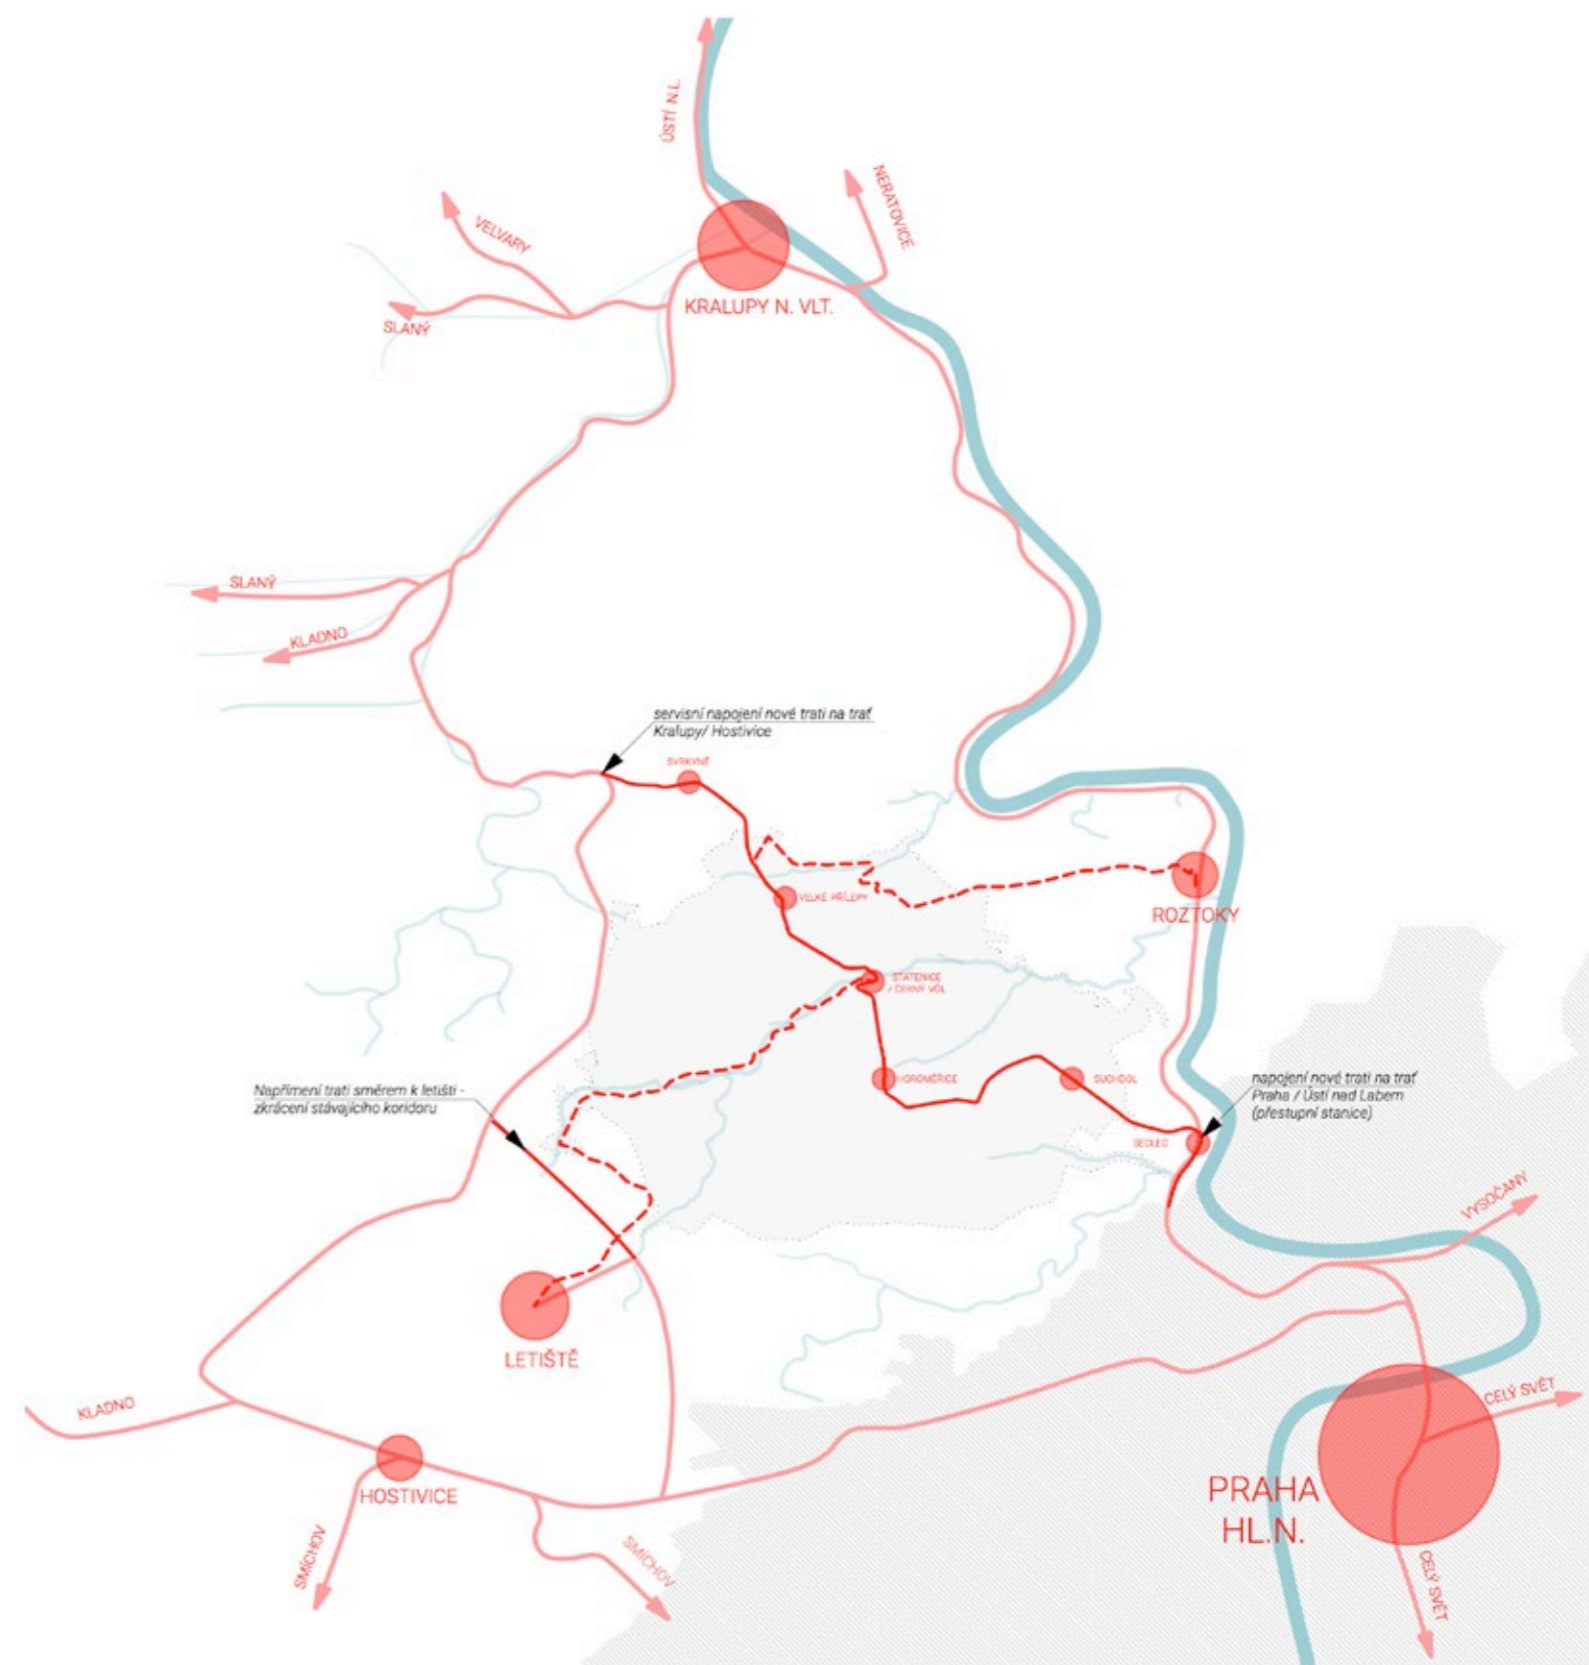 ÚSTÍ N.L.
NERATOVICE
VELVARY
SLANÝ
KRALUPY N. VLT.
SLANÝ
KLADNO
servisní napojení nové trati na trať
Kralupy/ Hostivice
SVRKYNĚ
VELKÉ PŘÍLEPY
ROZTOKY
STATENICE
/ ČERNÝ VŮL
Napřímení trati směrem k letišti -
zkrácení stávajícího koridoru
HOROMĚŘICE
SUCHDOL
napojení nové trati na trať
Praha / Ústí nad Labem
(přestupní stanice)
SEDLEC
VYSOČANY
LETIŠTĚ
KLADNO
CELÝ SVĚT
HOSTIVICE
PRAHA
HL.N.
SMÍCHOV
SMÍCHOV
CELÝ SVĚT